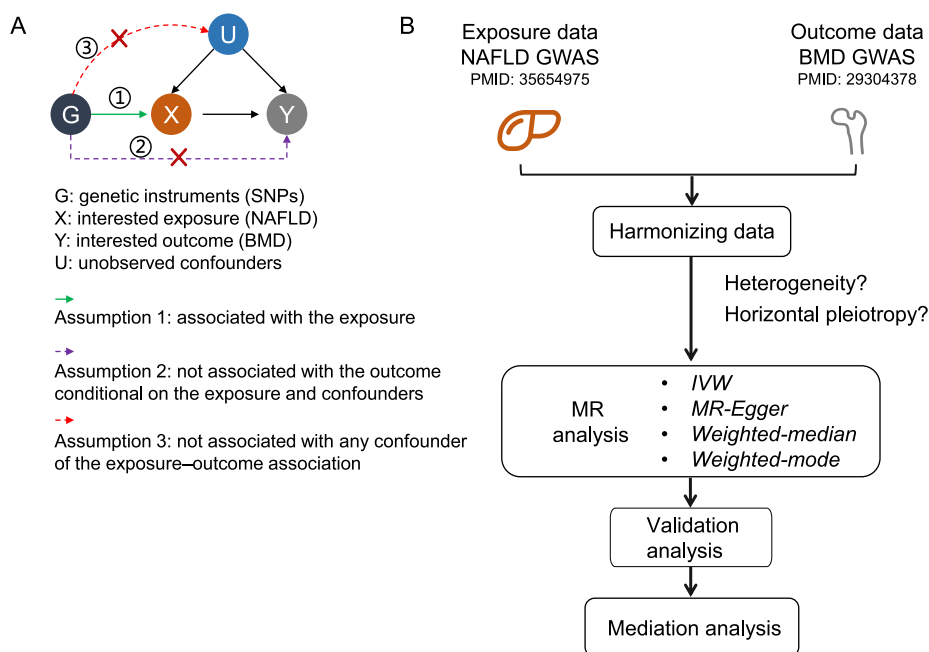 A
③
U
①
G
X
Y
②
G: genetic instruments (SNPs)
X: interested exposure (NAFLD)
Y: interested outcome (BMD)
U: unobserved confounders
Assumption 1: associated with the exposure
Assumption 2: not associated with the outcome
conditional on the exposure and confounders
Assumption 3: not associated with any confounder
of the exposure–outcome association
B
Exposure data
NAFLD GWAS
PMID: 35654975
Outcome data
BMD GWAS
PMID: 29304378
Harmonizing data
Heterogeneity?
Horizontal pleiotropy?
MR
analysis
• IVW
• MR-Egger
• Weighted-median
• Weighted-mode
Validation
analysis
Mediation analysis